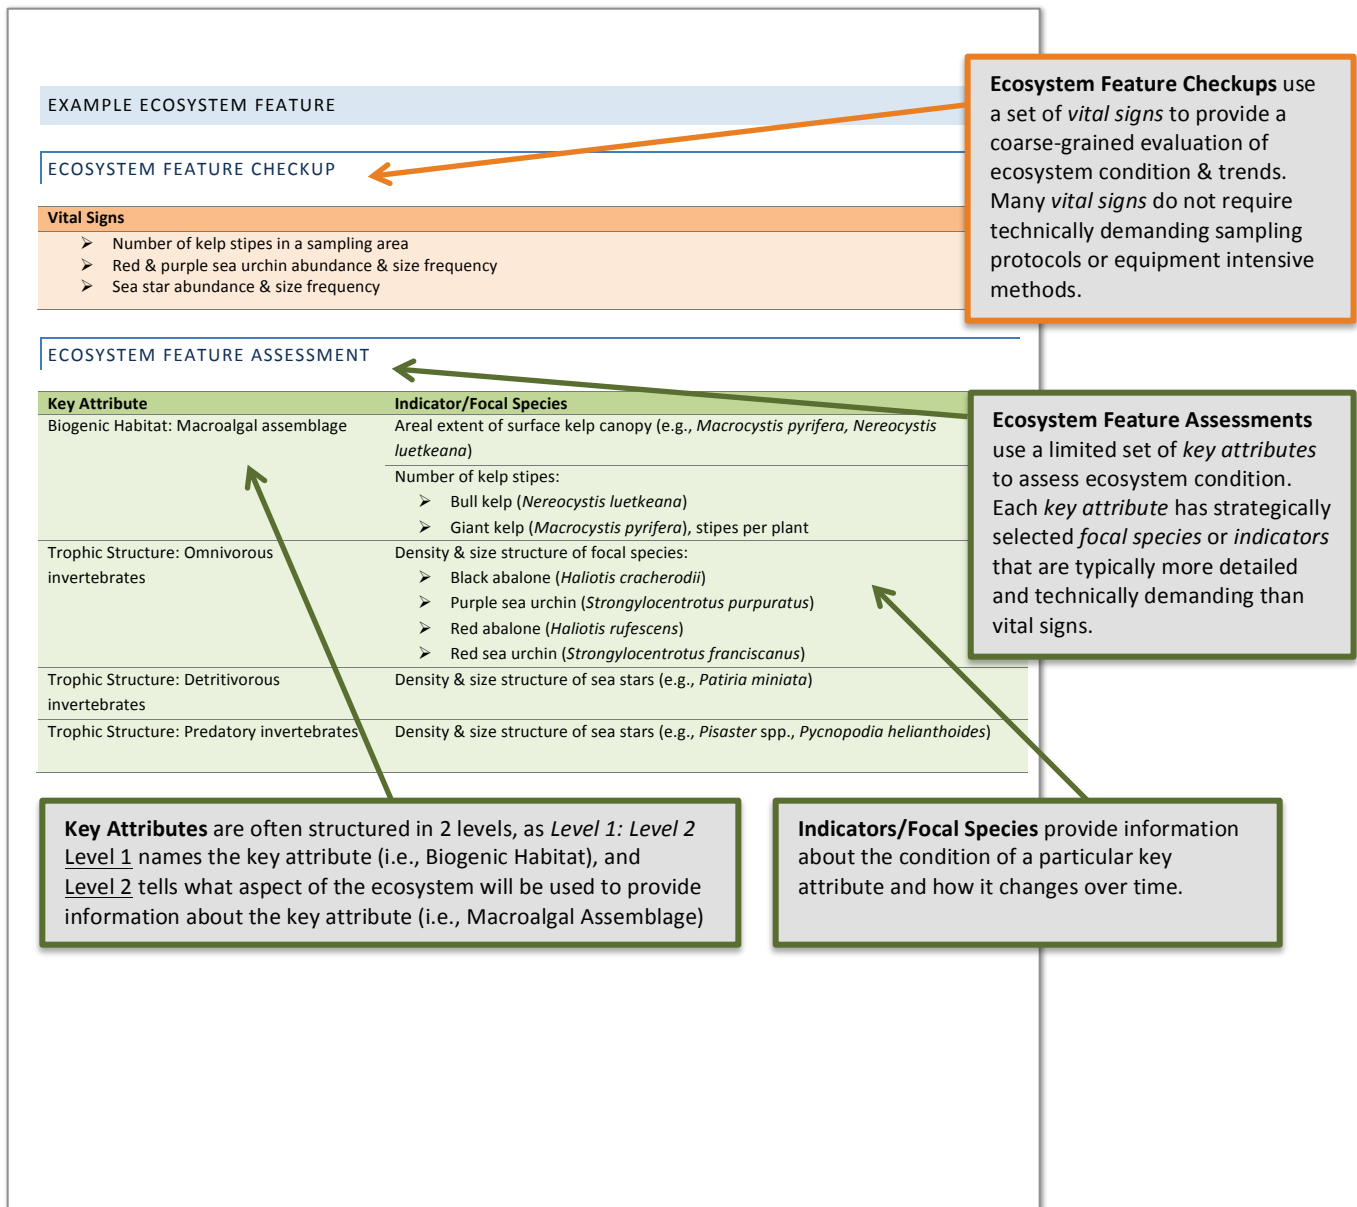 EXAMPLE ECOSYSTEM FEATURE
ECOSYSTEM FEATURE CHECKUP
Vital Signs
➢ Number of kelp stipes in a sampling area
➢ Red & purple sea urchin abundance & size frequency
➢ Sea star abundance & size frequency
Ecosystem Feature Checkups use
a set of vital signs to provide a
coarse-grained evaluation of
ecosystem condition & trends.
Many vital signs do not require
technically demanding sampling
protocols or equipment intensive
methods.
ECOSYSTEM FEATURE ASSESSMENT
Key Attribute Indicator/Focal Species
Biogenic Habitat: Macroalgal assemblage Areal extent of surface kelp canopy (e.g., Macrocystis pyrifera, Nereocystis
luetkeana)
Number of kelp stipes:
➢ Bull kelp (Nereocystis luetkeana)
➢ Giant kelp (Macrocystis pyrifera), stipes per plant
Trophic Structure: Omnivorous
invertebrates
Density & size structure of focal species:
➢ Black abalone (Haliotis cracherodii)
➢ Purple sea urchin (Strongylocentrotus purpuratus)
➢ Red abalone (Haliotis rufescens)
➢ Red sea urchin (Strongylocentrotus franciscanus)
Trophic Structure: Detritivorous
invertebrates
Density & size structure of sea stars (e.g., Patiria miniata)
Trophic Structure: Predatory invertebrates Density & size structure of sea stars (e.g., Pisaster spp., Pycnopodia helianthoides)
Ecosystem Feature Assessments
use a limited set of key attributes
to assess ecosystem condition.
Each key attribute has strategically
selected focal species or indicators
that are typically more detailed
and technically demanding than
vital signs.
Key Attributes are often structured in 2 levels, as Level 1: Level 2
Level 1 names the key attribute (i.e., Biogenic Habitat), and
Level 2 tells what aspect of the ecosystem will be used to provide
information about the key attribute (i.e., Macroalgal Assemblage)
Indicators/Focal Species provide information
about the condition of a particular key
attribute and how it changes over time.